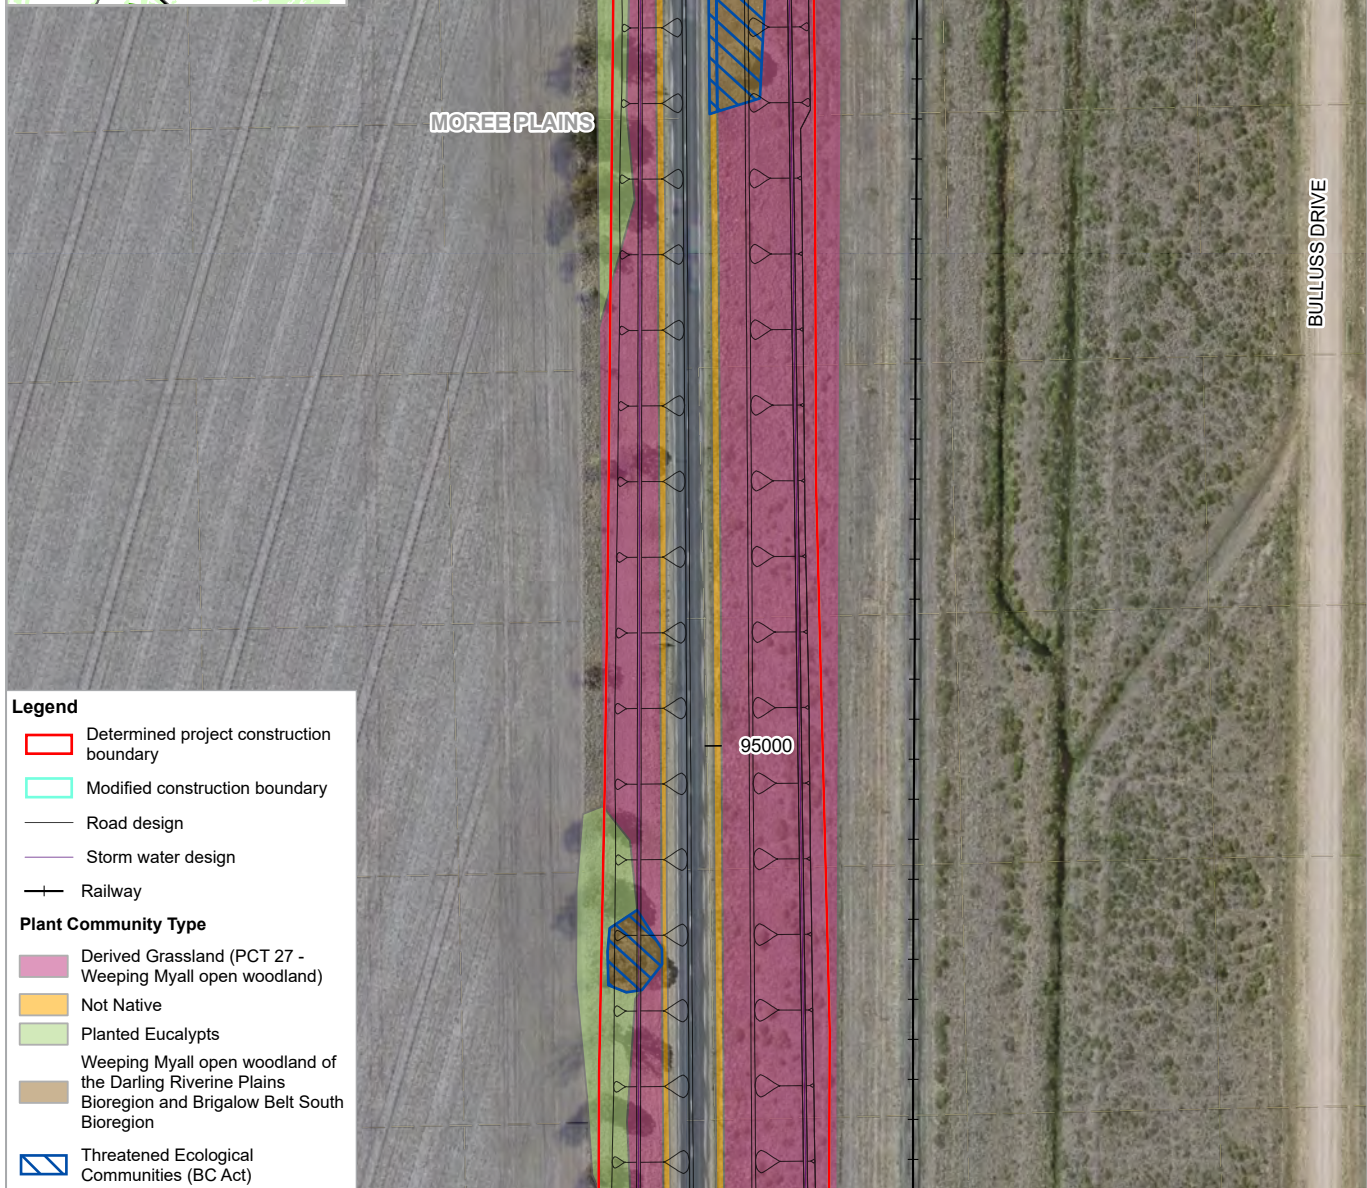 MOREE PLAINS
BULLUSS DRIVE
95000
Legend
Determined project construction
boundary
Modified construction boundary
Road design
Storm water design
Railway
Plant Community Type
Derived Grassland (PCT 27 -
Weeping Myall open woodland)
Not Native
Planted Eucalypts
Weeping Myall open woodland of
the Darling Riverine Plains
Bioregion and Brigalow Belt South
Bioregion
Threatened Ecological
Communities (BC Act)